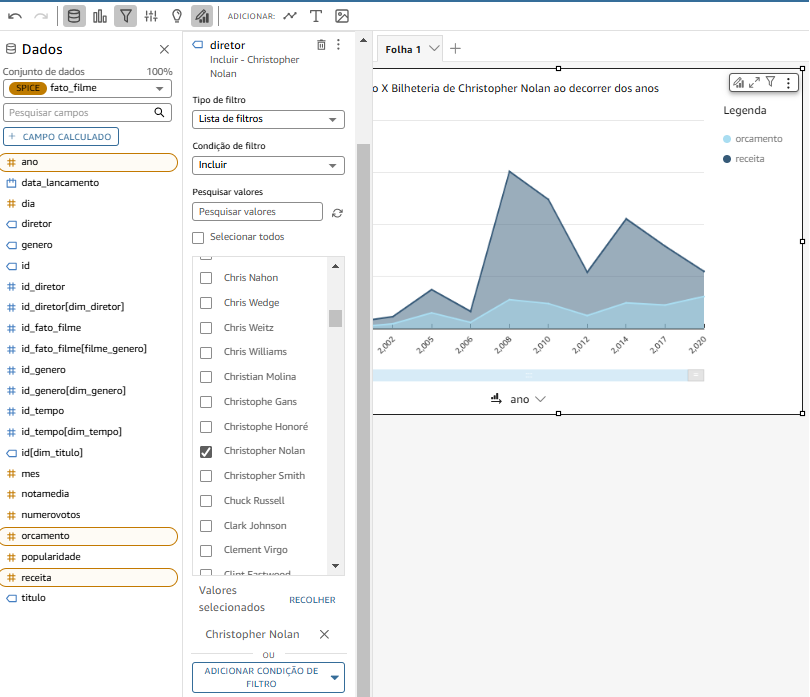 ADICIONAR:
Dados
Conjunto de dados 100%
SPICE fato_filme
Pesquisar campos
+ CAMPO CALCULADO
ano
data_lancamento
dia
diretor
genero
id
id_diretor
id_diretor[dim_diretor]
id_fato_filme
id_fato_filme[filme_genero]
id_genero
id_genero[dim_genero]
id_tempo
id_tempo[dim_tempo]
id[dim_titulo]
mes
notamedia
numerovotos
orcamento
popularidade
receita
titulo
diretor
Incluir - Christopher
Nolan
Tipo de filtro
Lista de filtros
Condição de filtro
Incluir
Pesquisar valores
Pesquisar valores
Selecionar todos
Chris Nahon
Chris Wedge
Chris Weitz
Chris Williams
Christian Molina
Christophe Gans
Christophe Honoré
Christopher Nolan
Christopher Smith
Chuck Russell
Clark Johnson
Clement Virgo
Clint Eastwood
Valores
selecionados
RECOLHER
Christopher Nolan
OU
ADICIONAR CONDIÇÃO DE
FILTRO
Folha 1
o X Bilheteria de Christopher Nolan ao decorrer dos anos
Legenda
orcamento
receita
2,002 2,005 2,006 2,008 2,010 2,012 2,014 2,017 2,020
ano